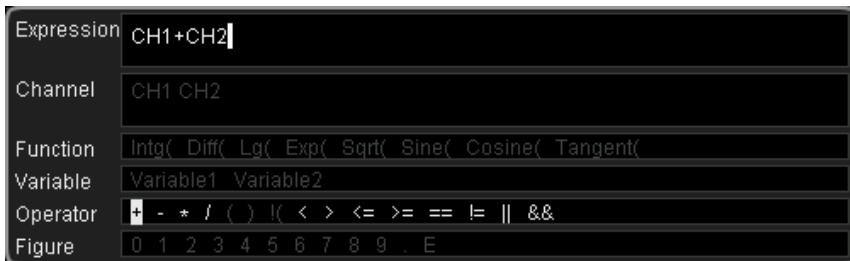 Expression CH1+CH2
Channel CH1 CH2
Function Intg( Diff( Lg( Exp( Sqrt( Sine( Cosine( Tangent(
Variable Variable1 Variable2
Operator + - * / ( ) !( < > <= >= == != || &&
Figure 0 1 2 3 4 5 6 7 8 9 . E